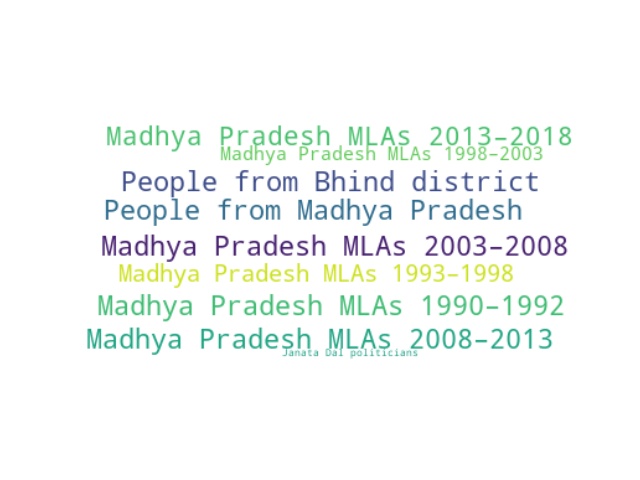 Madhya Pradesh MLAs 2013–2018
Madhya Pradesh MLAs 1998–2003
People from Bhind district
People from Madhya Pradesh
Madhya Pradesh MLAs 2003–2008
Madhya Pradesh MLAs 1993–1998
Madhya Pradesh MLAs 1990–1992
Madhya Pradesh MLAs 2008–2013
Janata Dal politicians